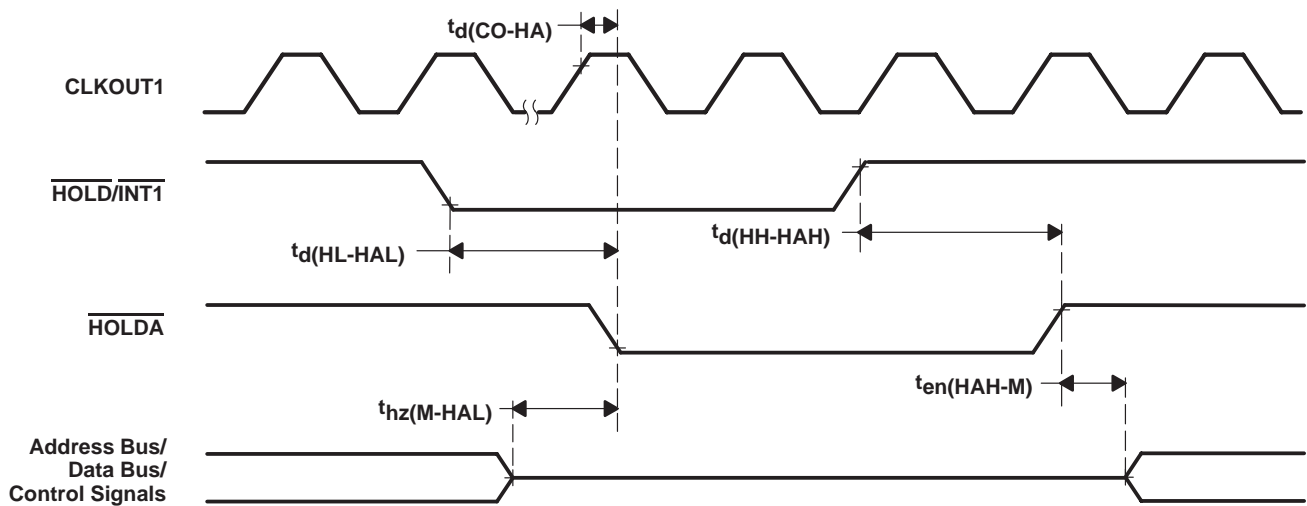 td(CO-HA)
CLKOUT1
HOLD/INT1
td(HL-HAL)
td(HH-HAH)
HOLDA
thz(M-HAL)
ten(HAH-M)
Address Bus/
Data Bus/
Control Signals